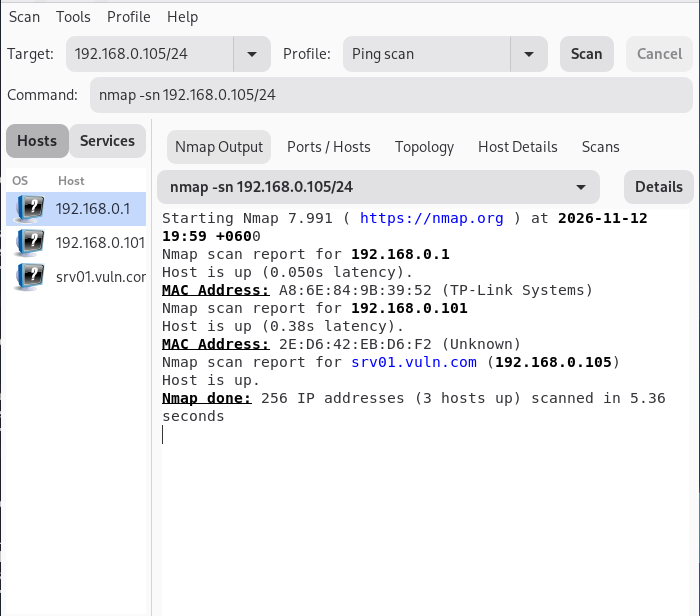 Scan Tools Profile Help
Target: 192.168.0.105/24 Profile: Ping scan Scan Cancel
Command: nmap -sn 192.168.0.105/24
Hosts Services
Nmap Output Ports / Hosts Topology Host Details Scans
OS Host
nmap -sn 192.168.0.105/24 Details
192.168.0.1
192.168.0.101
srv01.vuln.cor
Starting Nmap 7.991 ( https://nmap.org ) at 2026-11-12
19:59 +0600
Nmap scan report for 192.168.0.1
Host is up (0.050s latency).
MAC Address: A8:6E:84:9B:39:52 (TP-Link Systems)
Nmap scan report for 192.168.0.101
Host is up (0.38s latency).
MAC Address: 2E:D6:42:EB:D6:F2 (Unknown)
Nmap scan report for srv01.vuln.com (192.168.0.105)
Host is up.
Nmap done: 256 IP addresses (3 hosts up) scanned in 5.36
seconds